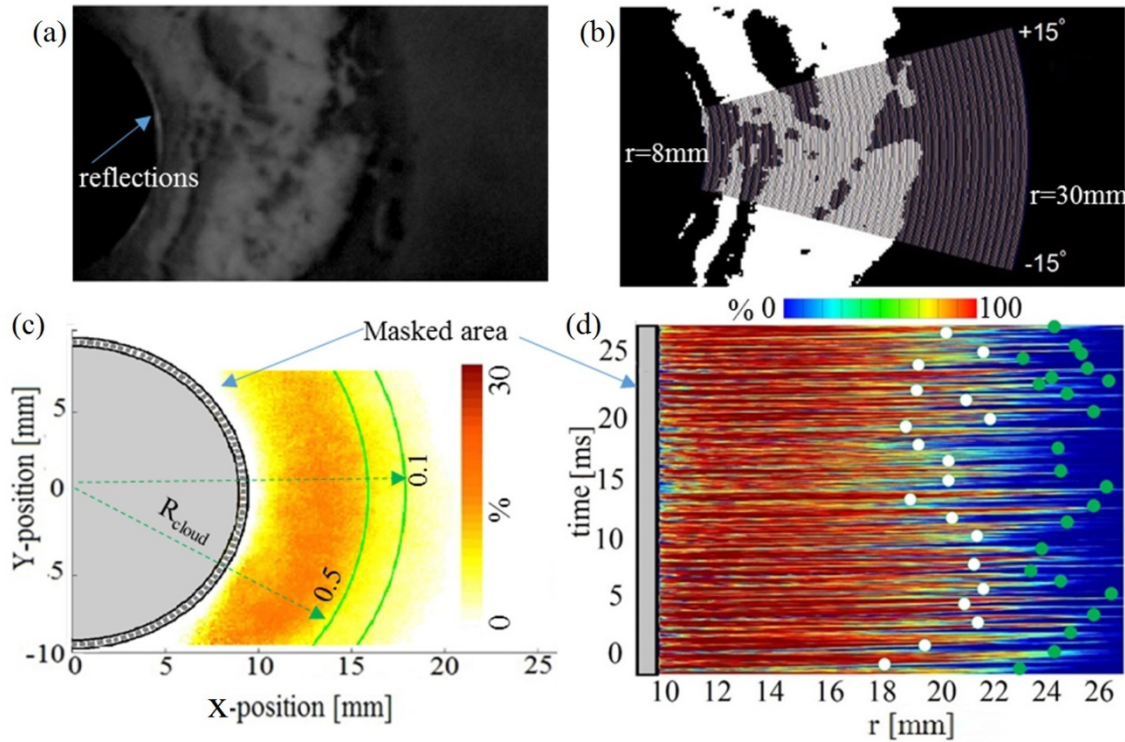 (a)
reflections
(b)
+15°
r=8mm
r=30mm
-15°
(c)
Masked area
30
%
0
0.1
0.5
R_cloud
Y-position [mm]
5
0
-5
-10
0
5
10
15
20
25
X-position [mm]
(d)
% 0
100
time [ms]
25
20
15
10
5
0
10 12 14 16 18 20 22 24 26
r [mm]